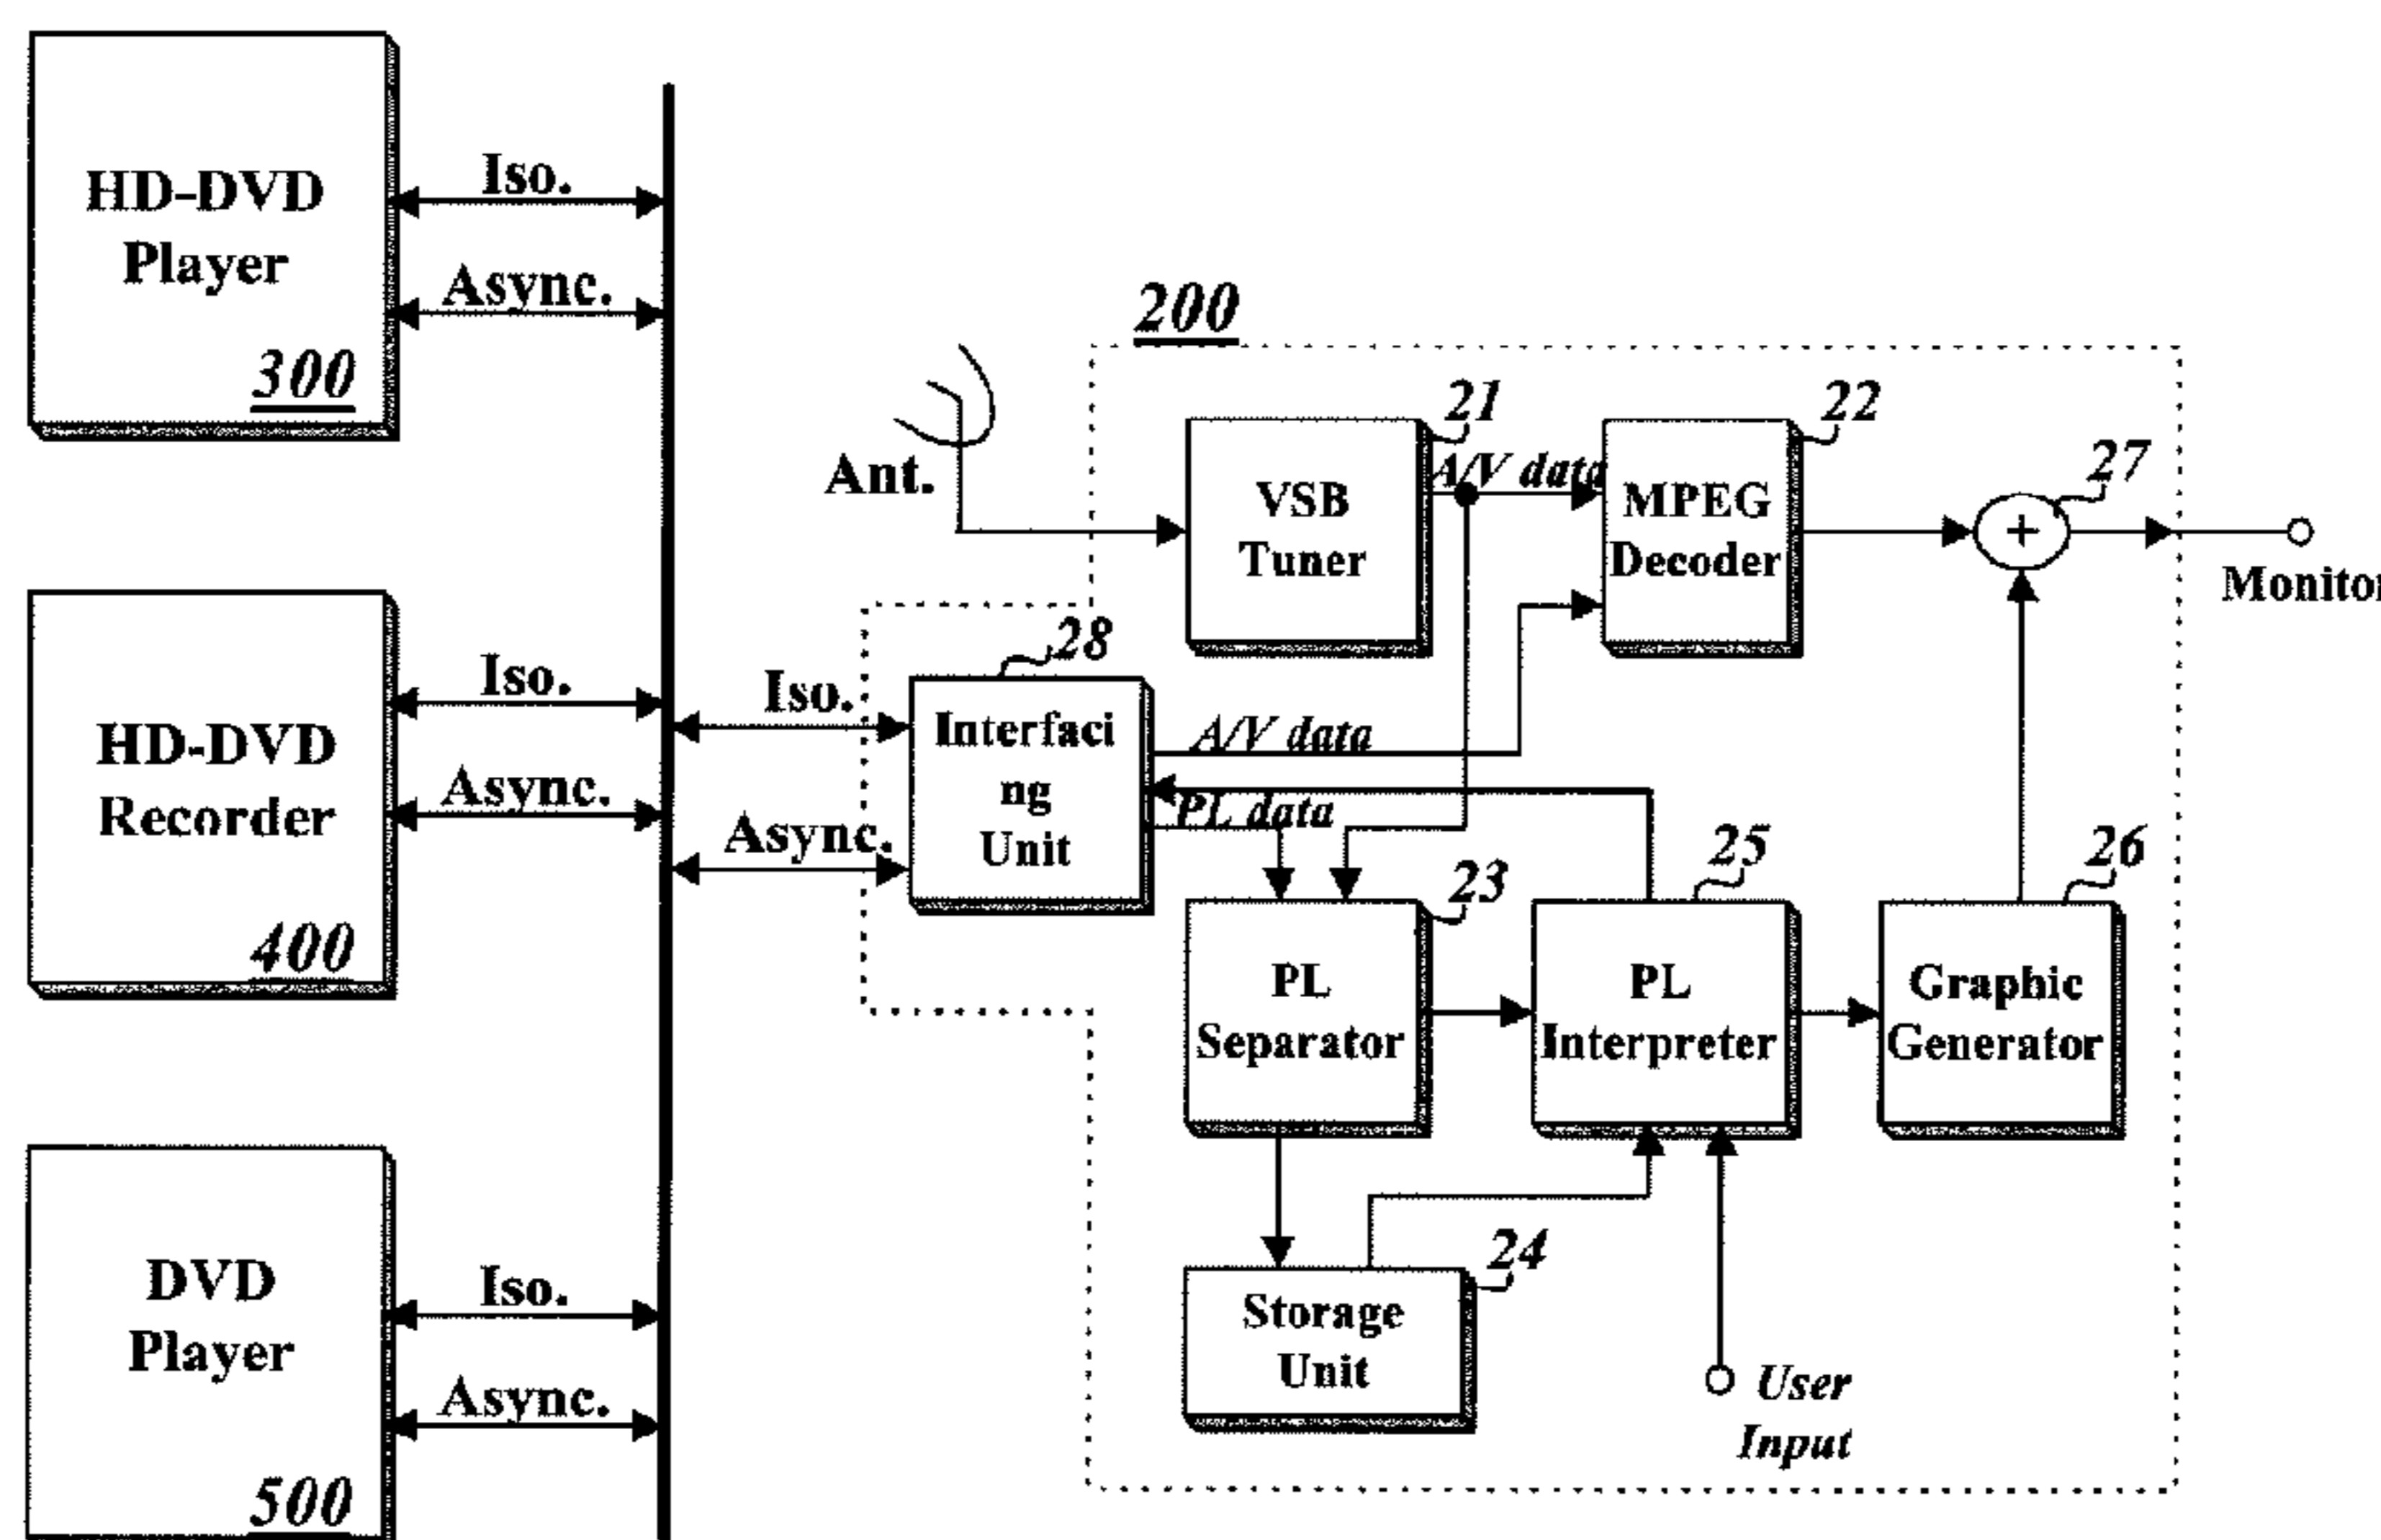 HD-DVD
Player
300
Iso.
Async.
HD-DVD
Recorder
400
Iso.
Async.
DVD
Player
500
Iso.
Async.
Iso.
Async.
200
Ant.
VSB
Tuner
21
A/V data
MPEG
Decoder
22
+
27
Monitor
28
Interfaci
ng
Unit
A/V data
PL data
PL
Separator
23
PL
Interpreter
25
Graphic
Generator
26
Storage
Unit
24
User
Input